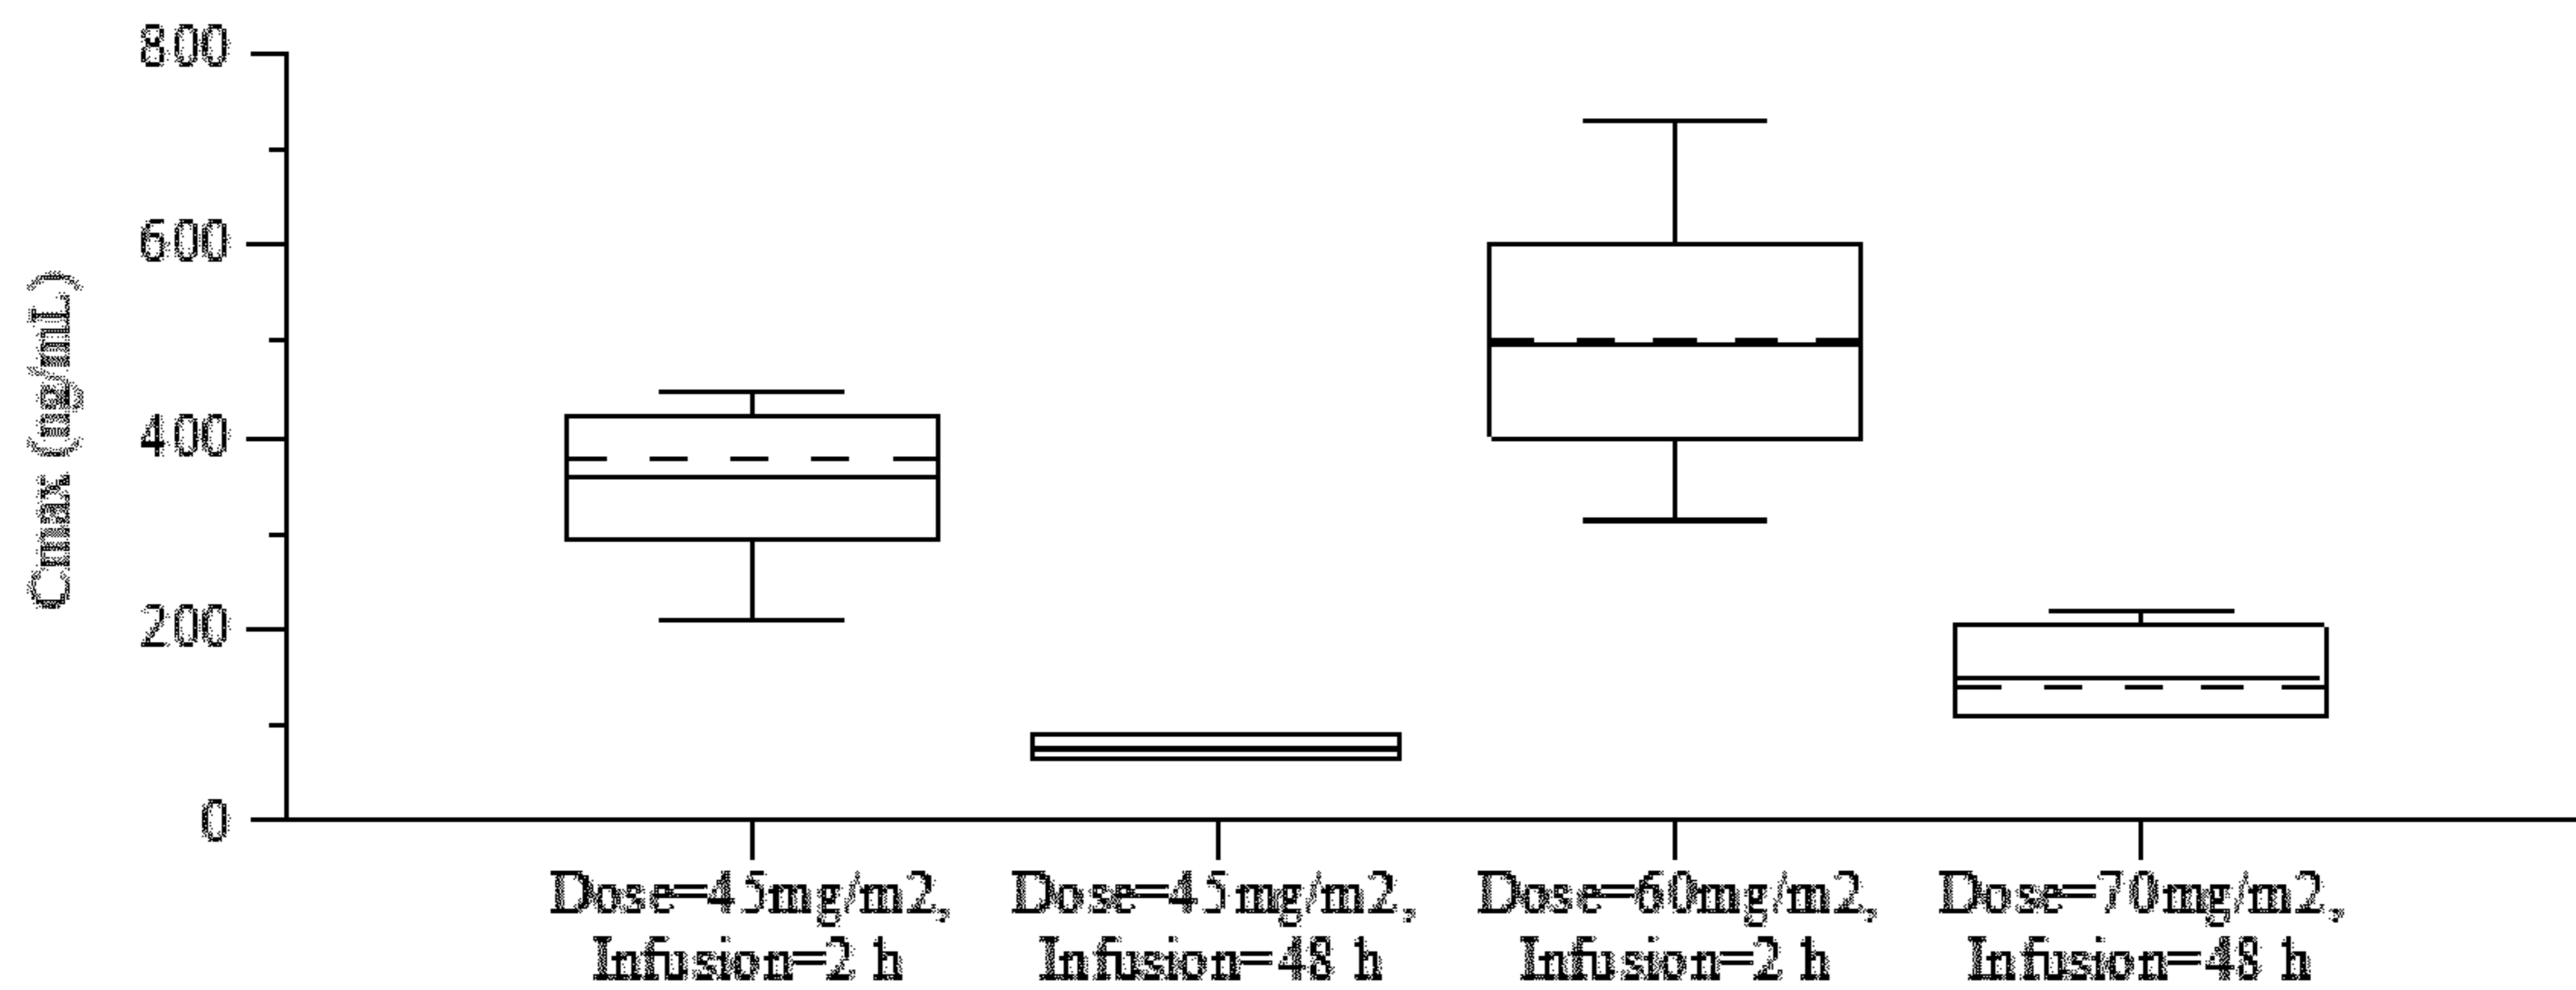 800
600
400
200
0
Cmax (ng/mL)
Dose=45mg/m2,
Infusion=2 h
Dose=45mg/m2,
Infusion=48 h
Dose=60mg/m2,
Infusion=2 h
Dose=70mg/m2,
Infusion=48 h